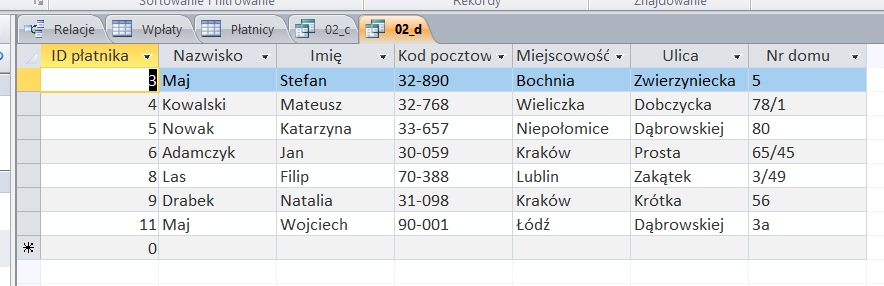 Sortowanie i filtrowanie Rekordy Znajdowanie
Relacje Wpłaty Płatnicy 02_c 02_d
ID płatnika Nazwisko Imię Kod pocztow Miejscowość Ulica Nr domu
3 Maj Stefan 32-890 Bochnia Zwierzyniecka 5
4 Kowalski Mateusz 32-768 Wieliczka Dobczycka 78/1
5 Nowak Katarzyna 33-657 Niepołomice Dąbrowskiej 80
6 Adamczyk Jan 30-059 Kraków Prosta 65/45
8 Las Filip 70-388 Lublin Zakątek 3/49
9 Drabek Natalia 31-098 Kraków Krótka 56
11 Maj Wojciech 90-001 Łódź Dąbrowskiej 3a
0